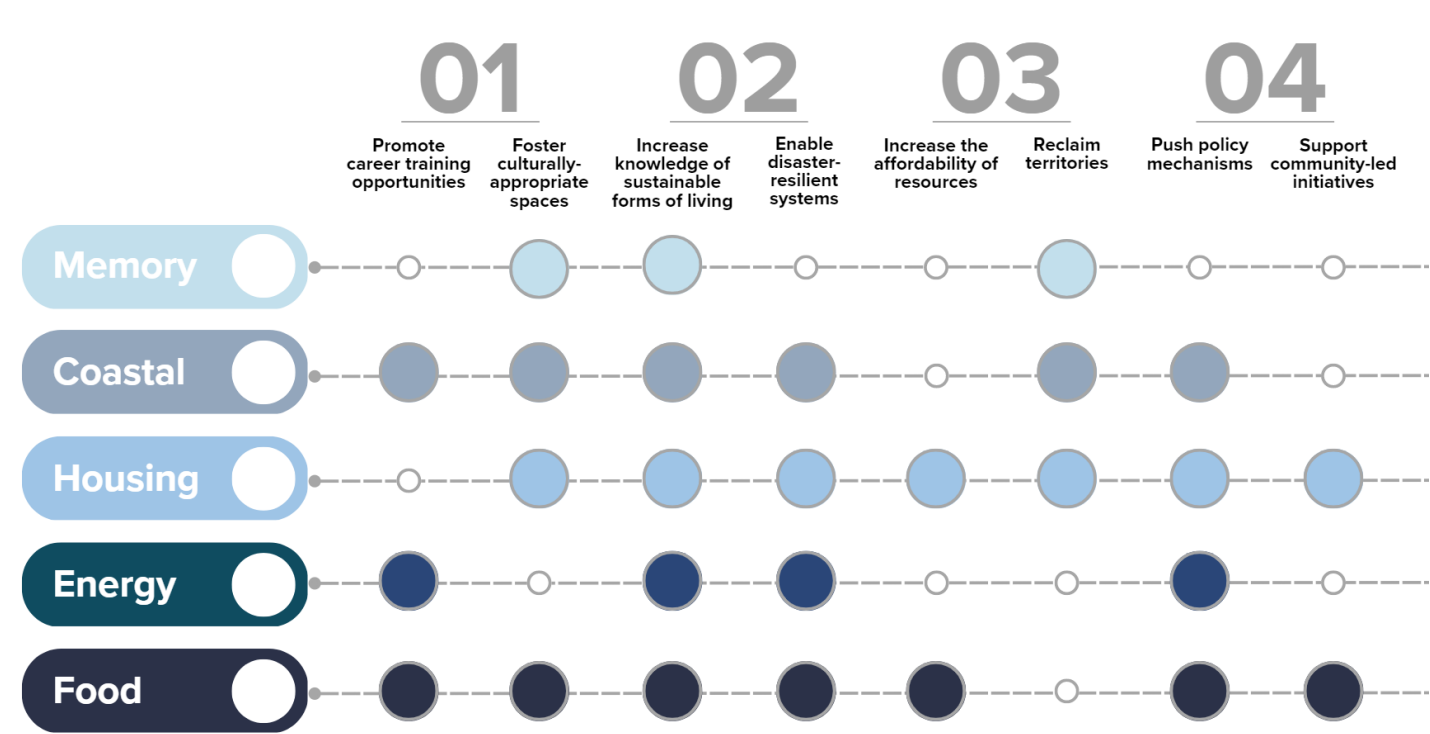 01
02
03
04
Promote
career training
opportunities
Foster
culturally-
appropriate
spaces
Increase
knowledge of
sustainable
forms of living
Enable
disaster-
resilient
systems
Increase the
affordability of
resources
Reclaim
territories
Push policy
mechanisms
Support
community-led
initiatives
Memory
Coastal
Housing
Energy
Food